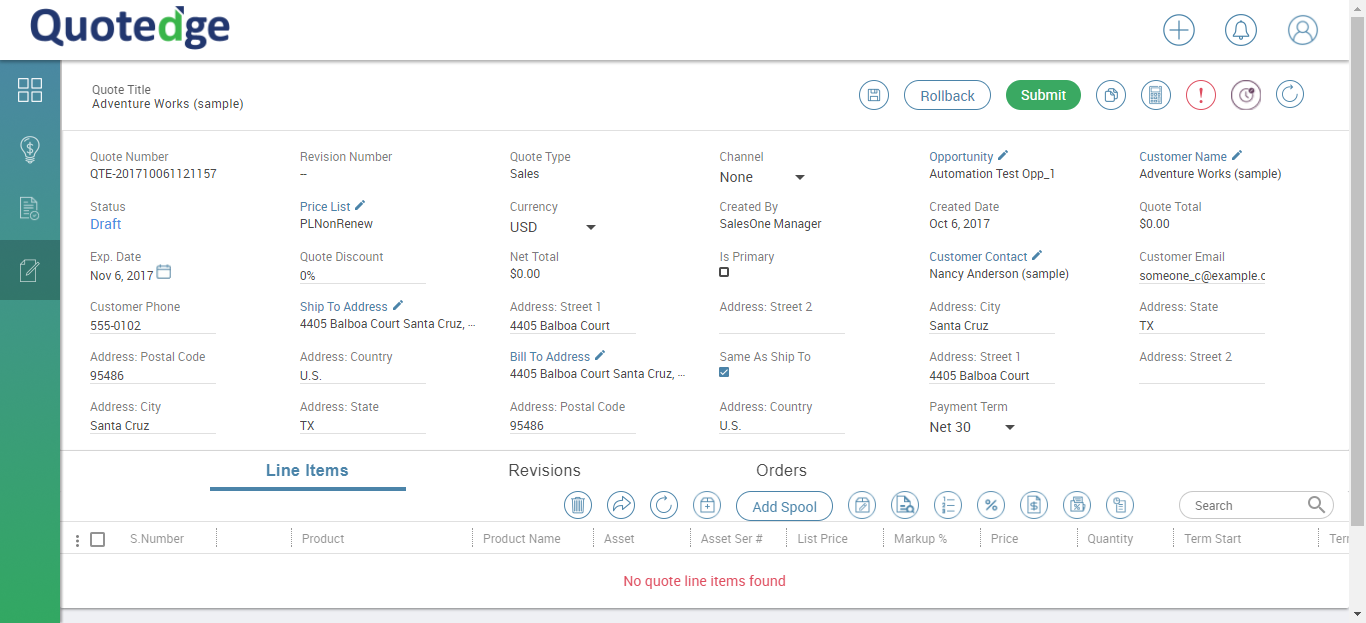 Quotedge
Quote Title
Adventure Works (sample)
Rollback
Submit
Quote Number
QTE-201710061121157
Revision Number
--
Quote Type
Sales
Channel
None
Opportunity
Automation Test Opp_1
Customer Name
Adventure Works (sample)
Status
Draft
Price List
PLNonRenew
Currency
USD
Created By
SalesOne Manager
Created Date
Oct 6, 2017
Quote Total
$0.00
Exp. Date
Nov 6, 2017
Quote Discount
0%
Net Total
$0.00
Is Primary
Customer Contact
Nancy Anderson (sample)
Customer Email
someone_c@example.c
Customer Phone
555-0102
Ship To Address
4405 Balboa Court Santa Cruz, ...
Address: Street 1
4405 Balboa Court
Address: Street 2
Address: City
Santa Cruz
Address: State
TX
Address: Postal Code
95486
Address: Country
U.S.
Bill To Address
4405 Balboa Court Santa Cruz, ...
Same As Ship To
Address: Street 1
4405 Balboa Court
Address: Street 2
Address: City
Santa Cruz
Address: State
TX
Address: Postal Code
95486
Address: Country
U.S.
Payment Term
Net 30
Line Items
Revisions
Orders
Add Spool
Search
S.Number
Product
Product Name
Asset
Asset Ser #
List Price
Markup %
Price
Quantity
Term Start
Terr
No quote line items found